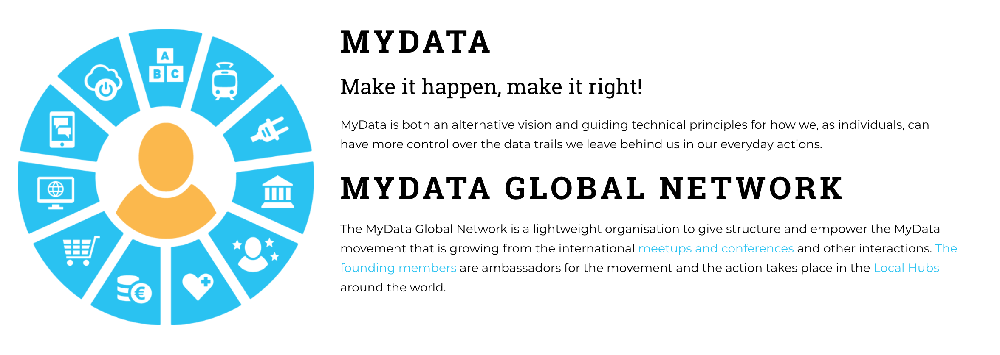 A
B C
€
MYDATA
Make it happen, make it right!
MyData is both an alternative vision and guiding technical principles for how we, as individuals, can
have more control over the data trails we leave behind us in our everyday actions.
MYDATA GLOBAL NETWORK
The MyData Global Network is a lightweight organisation to give structure and empower the MyData
movement that is growing from the international meetups and conferences and other interactions. The
founding members are ambassadors for the movement and the action takes place in the Local Hubs
around the world.